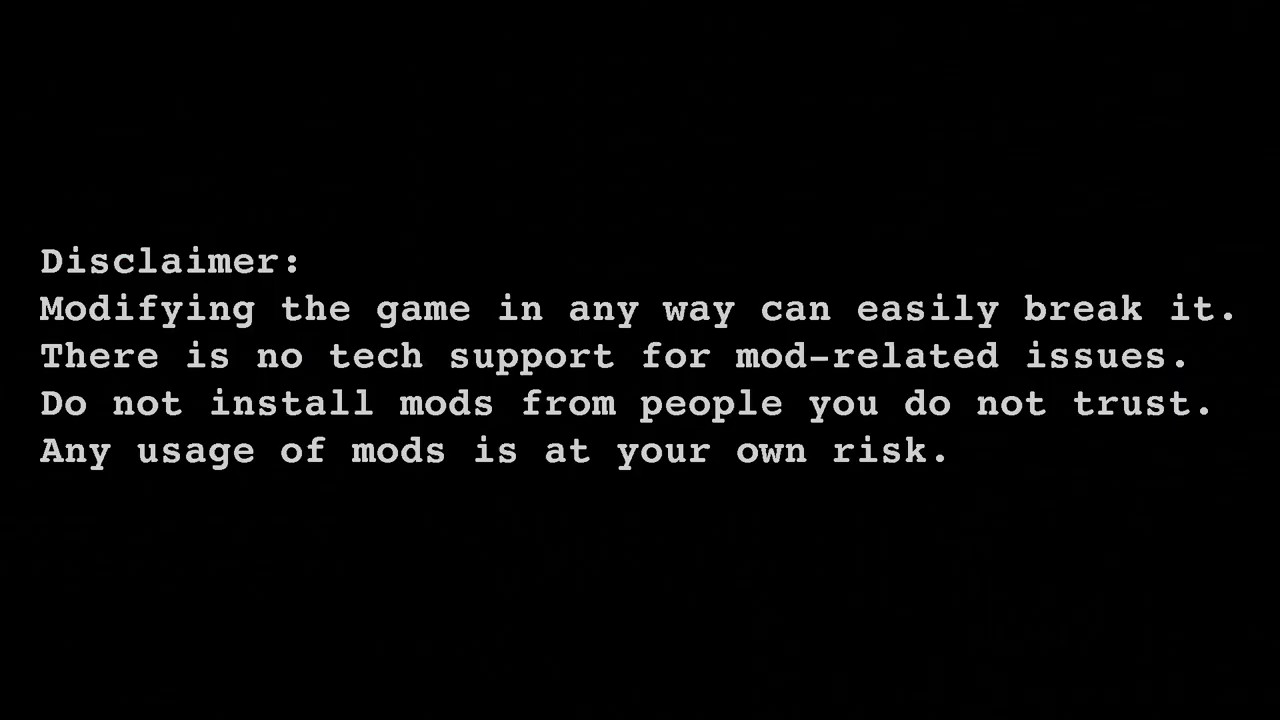 Disclaimer:
Modifying the game in any way can easily break it.
There is no tech support for mod-related issues.
Do not install mods from people you do not trust.
Any usage of mods is at your own risk.